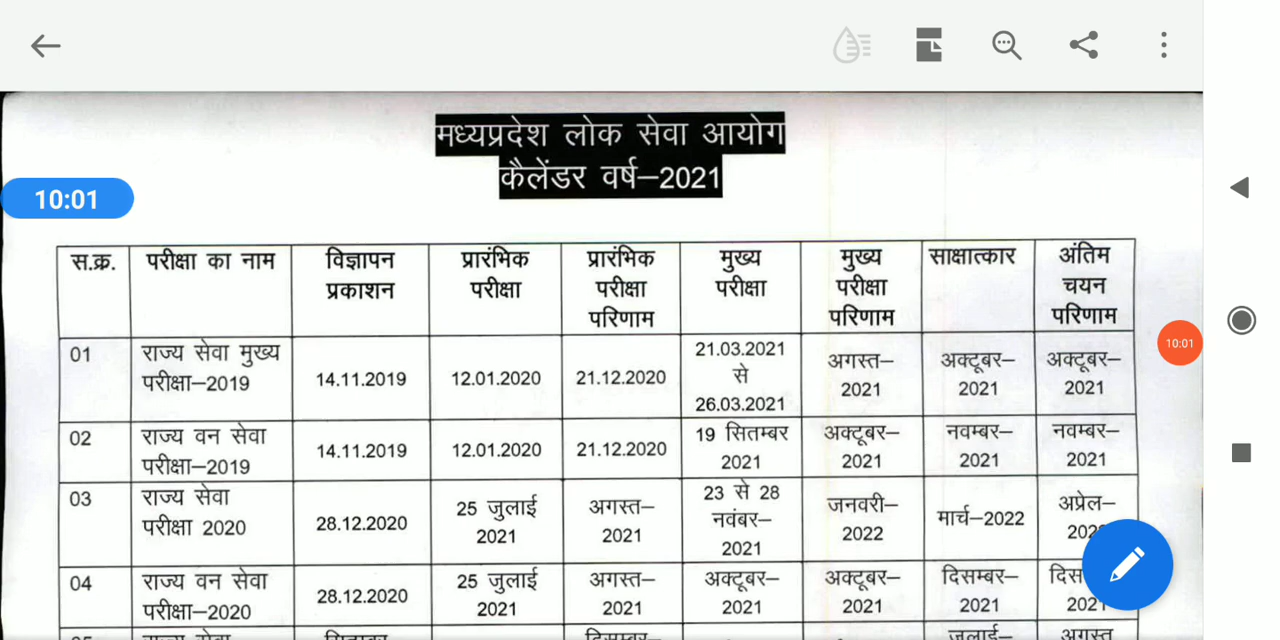 मध्यप्रदेश लोक सेवा आयोग
कैलेंडर वर्ष–2021
10:01
स.क्र. परीक्षा का नाम विज्ञापन प्रकाशन प्रारंभिक परीक्षा प्रारंभिक परीक्षा परिणाम मुख्य परीक्षा मुख्य परीक्षा परिणाम साक्षात्कार अंतिम चयन परिणाम
01 राज्य सेवा मुख्य परीक्षा–2019 14.11.2019 12.01.2020 21.12.2020 21.03.2021 से 26.03.2021 अगस्त–2021 अक्टूबर–2021 अक्टूबर–2021
10:01
02 राज्य वन सेवा परीक्षा–2019 14.11.2019 12.01.2020 21.12.2020 19 सितम्बर 2021 अक्टूबर–2021 नवम्बर–2021 नवम्बर–2021
03 राज्य सेवा परीक्षा 2020 28.12.2020 25 जुलाई 2021 अगस्त–2021 23 से 28 नवंबर–2021 जनवरी–2022 मार्च–2022 अप्रेल–
04 राज्य वन सेवा परीक्षा–2020 28.12.2020 25 जुलाई 2021 अगस्त–2021 अक्टूबर–2021 अक्टूबर–2021 दिसम्बर–2021 2021
जुलाई– अगस्त